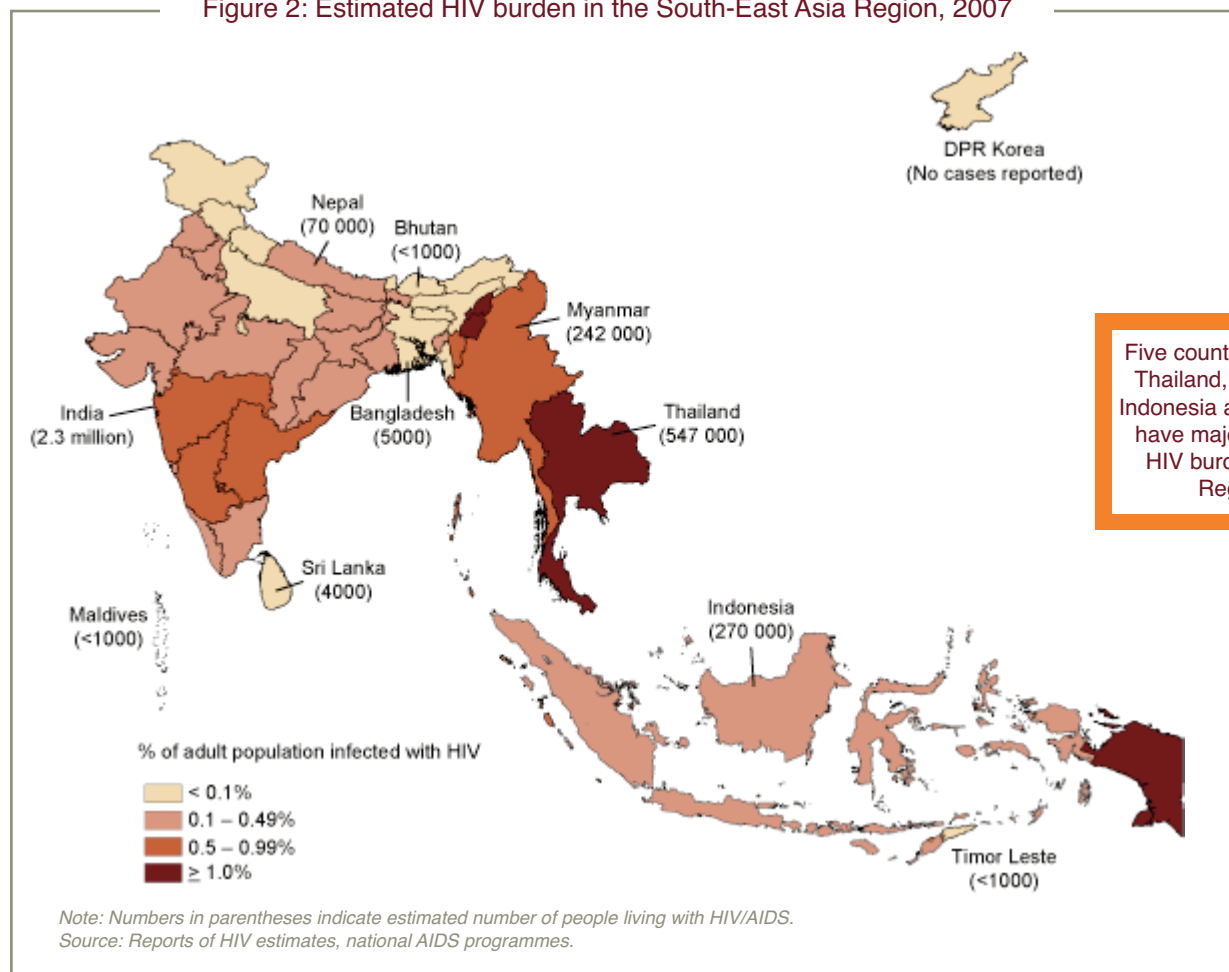 Figure 2: Estimated HIV burden in the South-East Asia Region, 2007
DPR Korea
(No cases reported)
Nepal
(70 000)
Bhutan
(<1000)
Myanmar
(242 000)
India
(2.3 million)
Bangladesh
(5000)
Thailand
(547 000)
Five count
Thailand,
Indonesia a
have maj
HIV burd
Reg
Sri Lanka
(4000)
Maldives
(<1000)
Indonesia
(270 000)
% of adult population infected with HIV
< 0.1%
0.1 – 0.49%
0.5 – 0.99%
≥ 1.0%
Timor Leste
(<1000)
Note: Numbers in parentheses indicate estimated number of people living with HIV/AIDS.
Source: Reports of HIV estimates, national AIDS programmes.